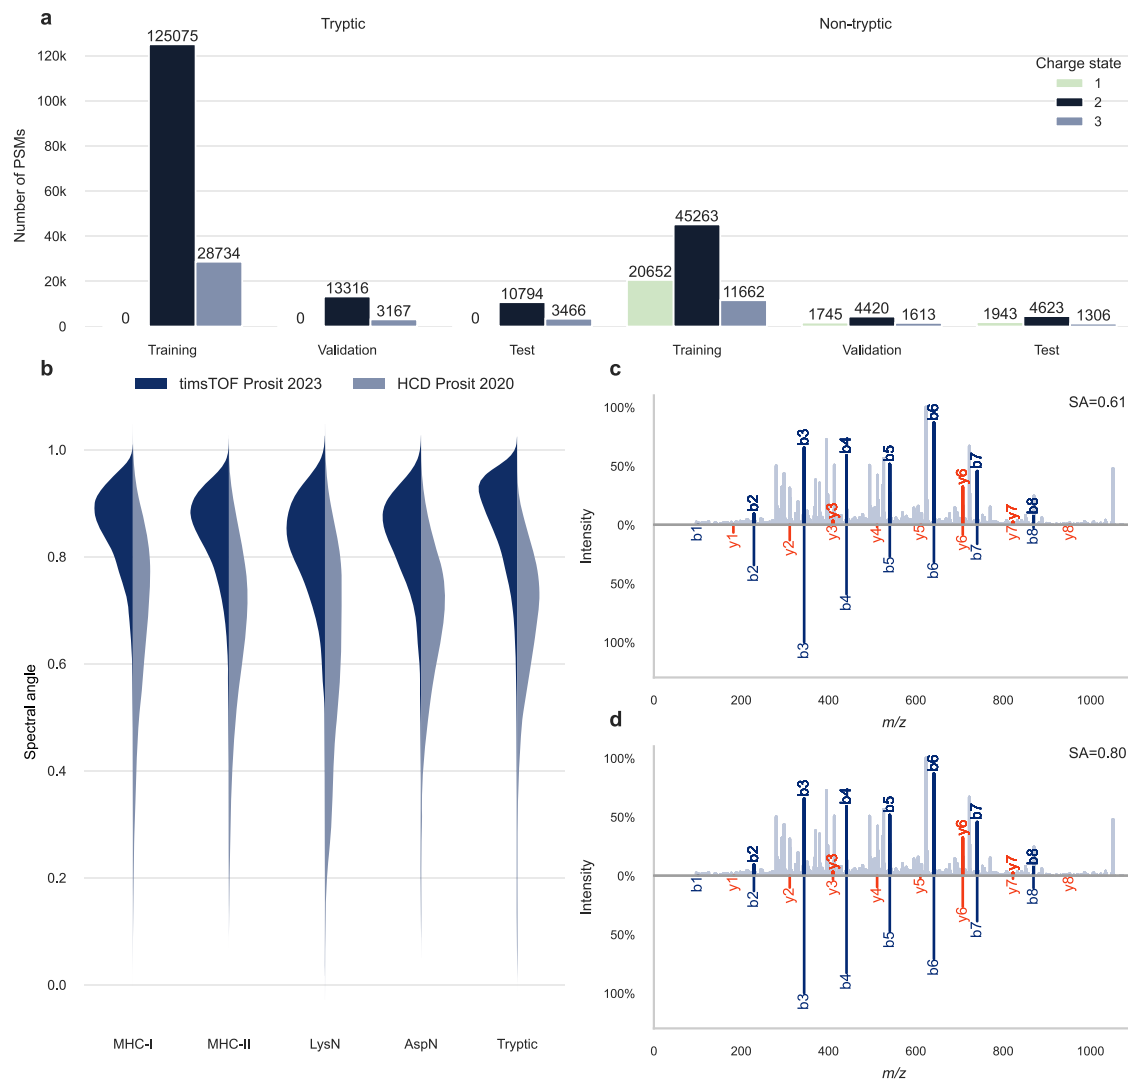 a
Tryptic
Non-tryptic
Number of PSMs
120k
100k
80k
60k
40k
20k
0
Charge state
1
2
3
0
125075
28734
0
13316
3167
0
10794
3466
20652
45263
11662
1745
4420
1613
1943
4623
1306
Training
Validation
Test
Training
Validation
Test
b
timsTOF Prosit 2023
HCD Prosit 2020
Spectral angle
1.0
0.8
0.6
0.4
0.2
0.0
MHC-I
MHC-II
LysN
AspN
Tryptic
c
SA=0.61
Intensity
100%
50%
0%
50%
100%
b2
b3
y3
b4
b5
b6
y6
b7
y7
b8
b1
y1
b2
y2
b3
y3
b4
y4
b5
y5
b6
y6
b7
y7
b8
y8
0
200
400
600
800
1000
m/z
d
SA=0.80
Intensity
100%
50%
0%
50%
100%
b2
b3
y3
b4
b5
b6
y6
b7
y7
b8
b1
y1
b2
y2
b3
y3
b4
y4
b5
y5
b6
y6
b7
y7
b8
y8
0
200
400
600
800
1000
m/z